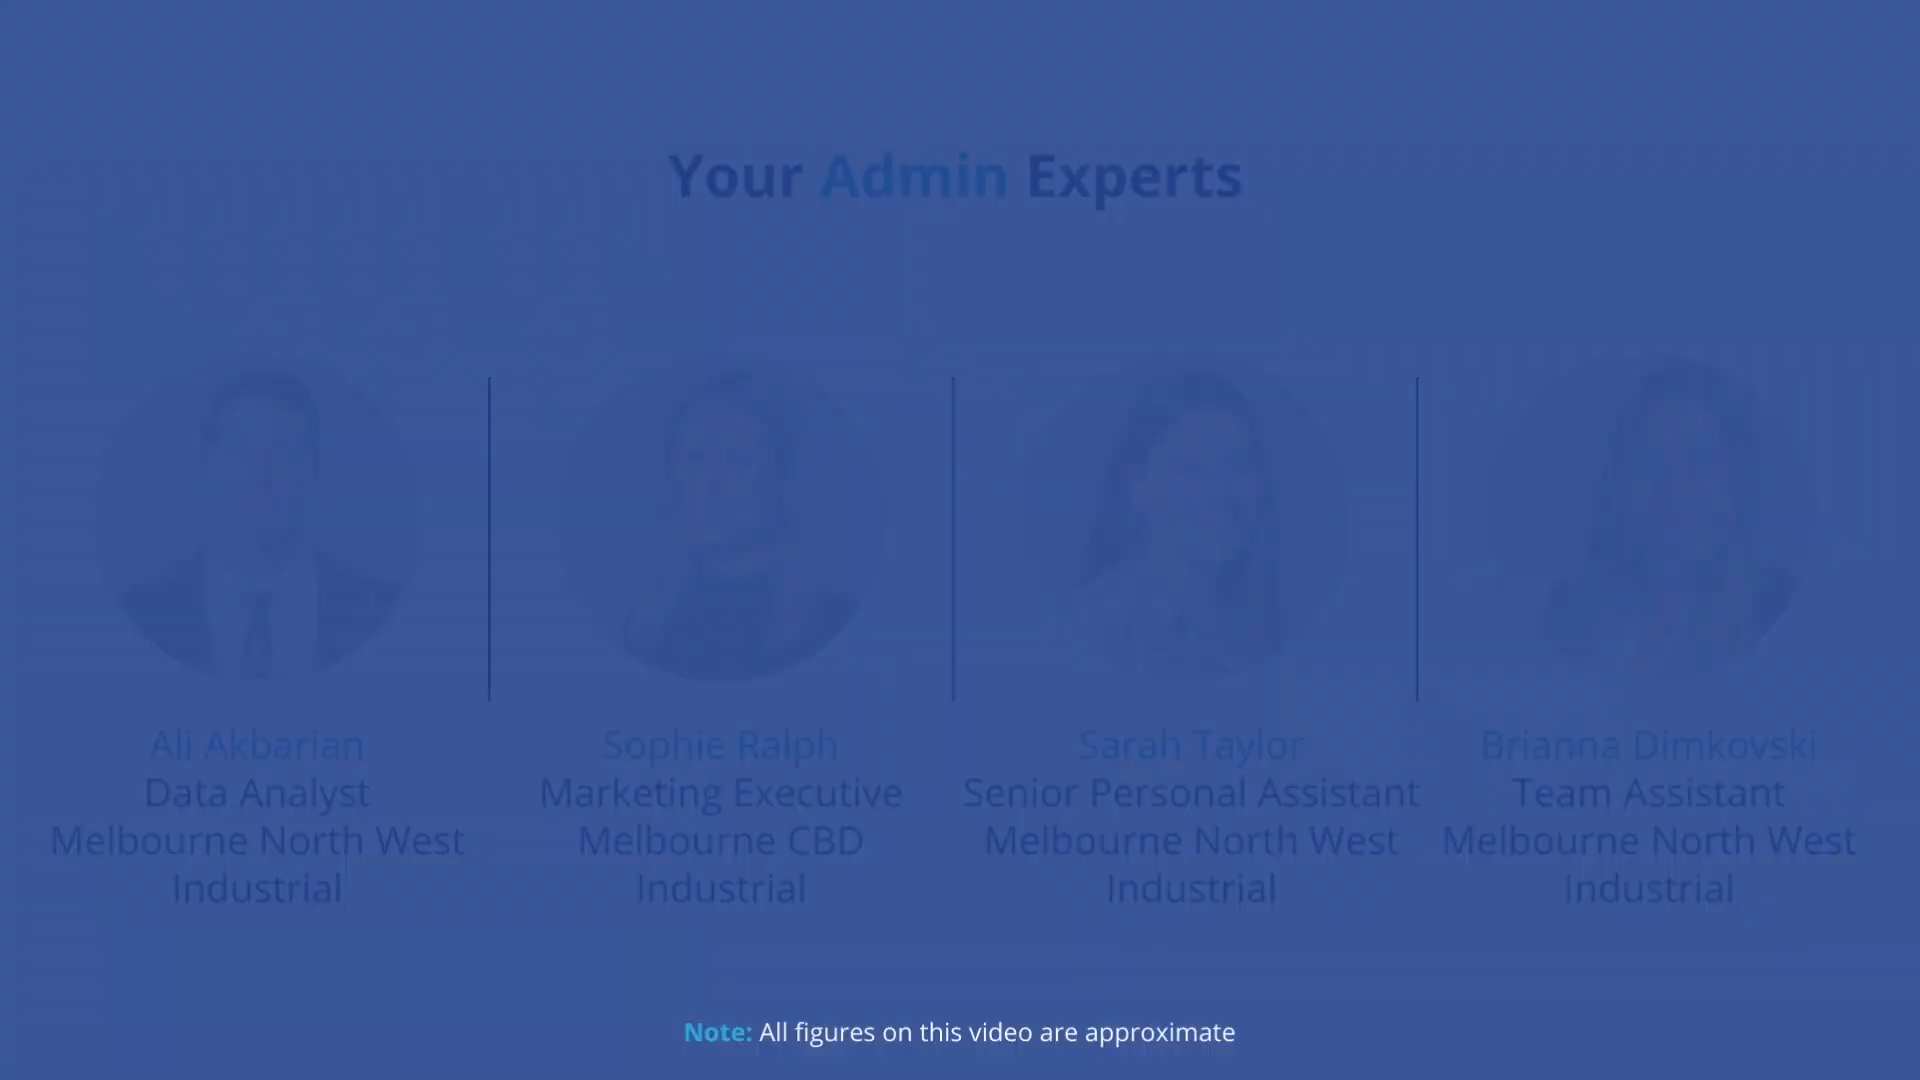 Your Admin Experts
Ali Akbarian
Data Analyst
Melbourne North West
Industrial
Sophie Ralph
Marketing Executive
Melbourne CBD
Industrial
Sarah Taylor
Senior Personal Assistant
Melbourne North West
Industrial
Brianna Dimkovski
Team Assistant
Melbourne North West
Industrial
Note: All figures on this video are approximate